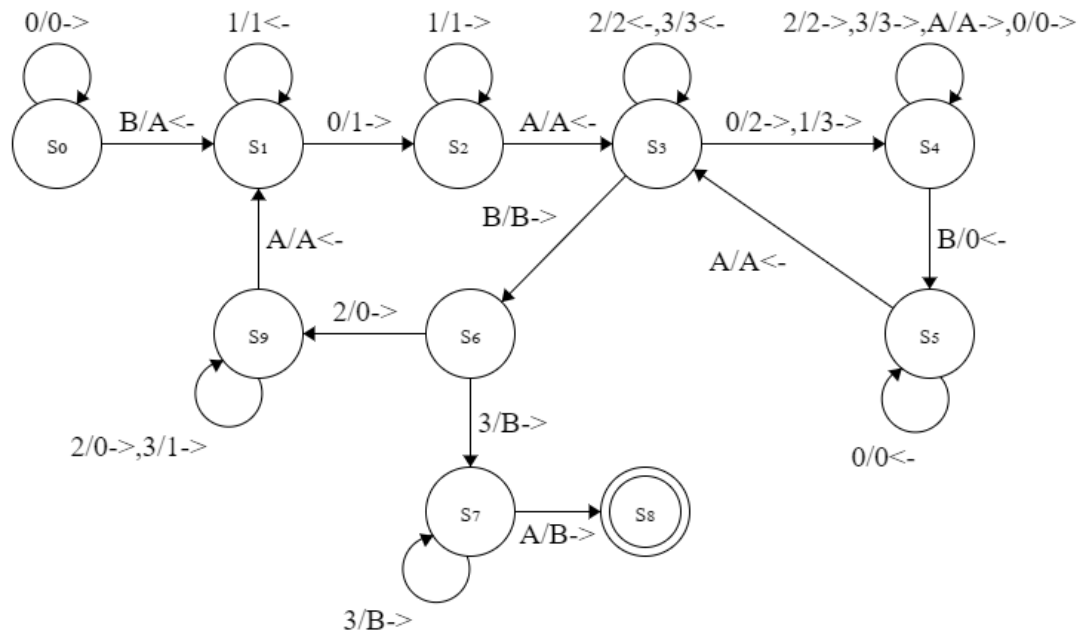 0/0->
1/1<-
1/1->
2/2<-,3/3<-
2/2->,3/3->,A/A->,0/0->
S0
B/A<-
S1
0/1->
S2
A/A<-
S3
0/2->,1/3->
S4
B/B->
A/A<-
A/A<-
B/0<-
S9
2/0->
S6
S5
2/0->,3/1->
3/B->
0/0<-
S7
A/B->
S8
3/B->